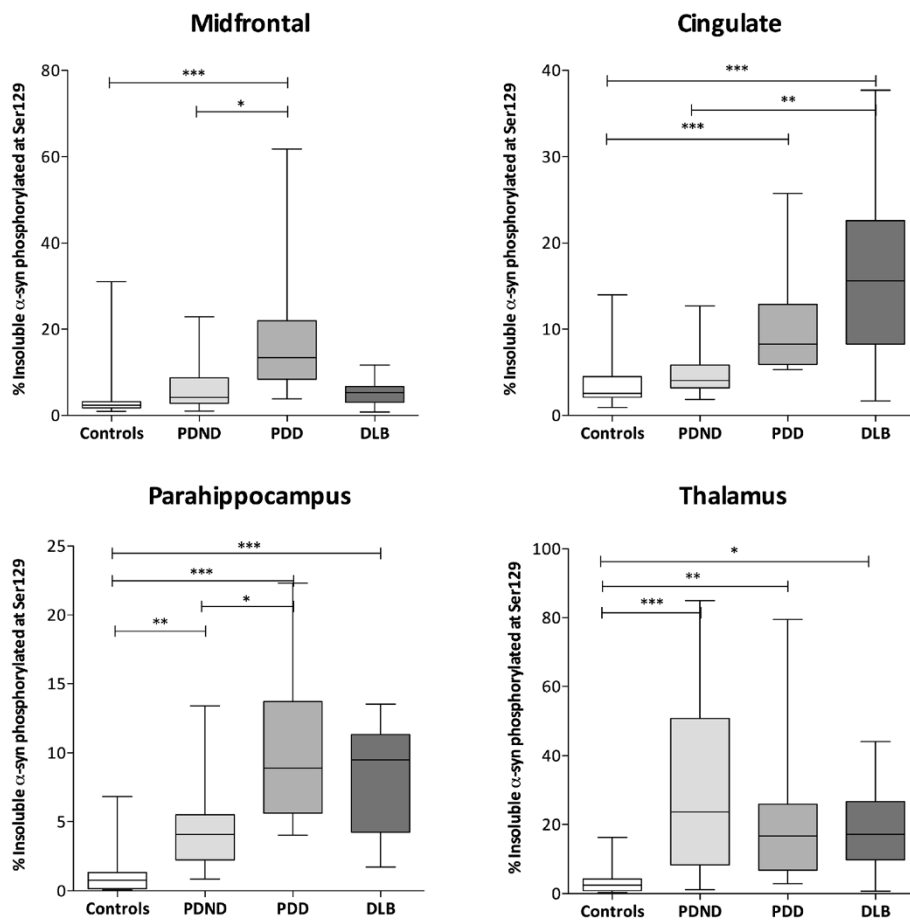 Midfrontal
% Insoluble α-syn phosphorylated at Ser129
80
60
40
20
0
***
*
Controls PDND PDD DLB
Cingulate
% Insoluble α-syn phosphorylated at Ser129
40
30
20
10
0
***
**
***
Controls PDND PDD DLB
Parahippocampus
% Insoluble α-syn phosphorylated at Ser129
25
20
15
10
5
0
***
***
*
**
Controls PDND PDD DLB
Thalamus
% Insoluble α-syn phosphorylated at Ser129
100
80
60
40
20
0
*
**
***
Controls PDND PDD DLB